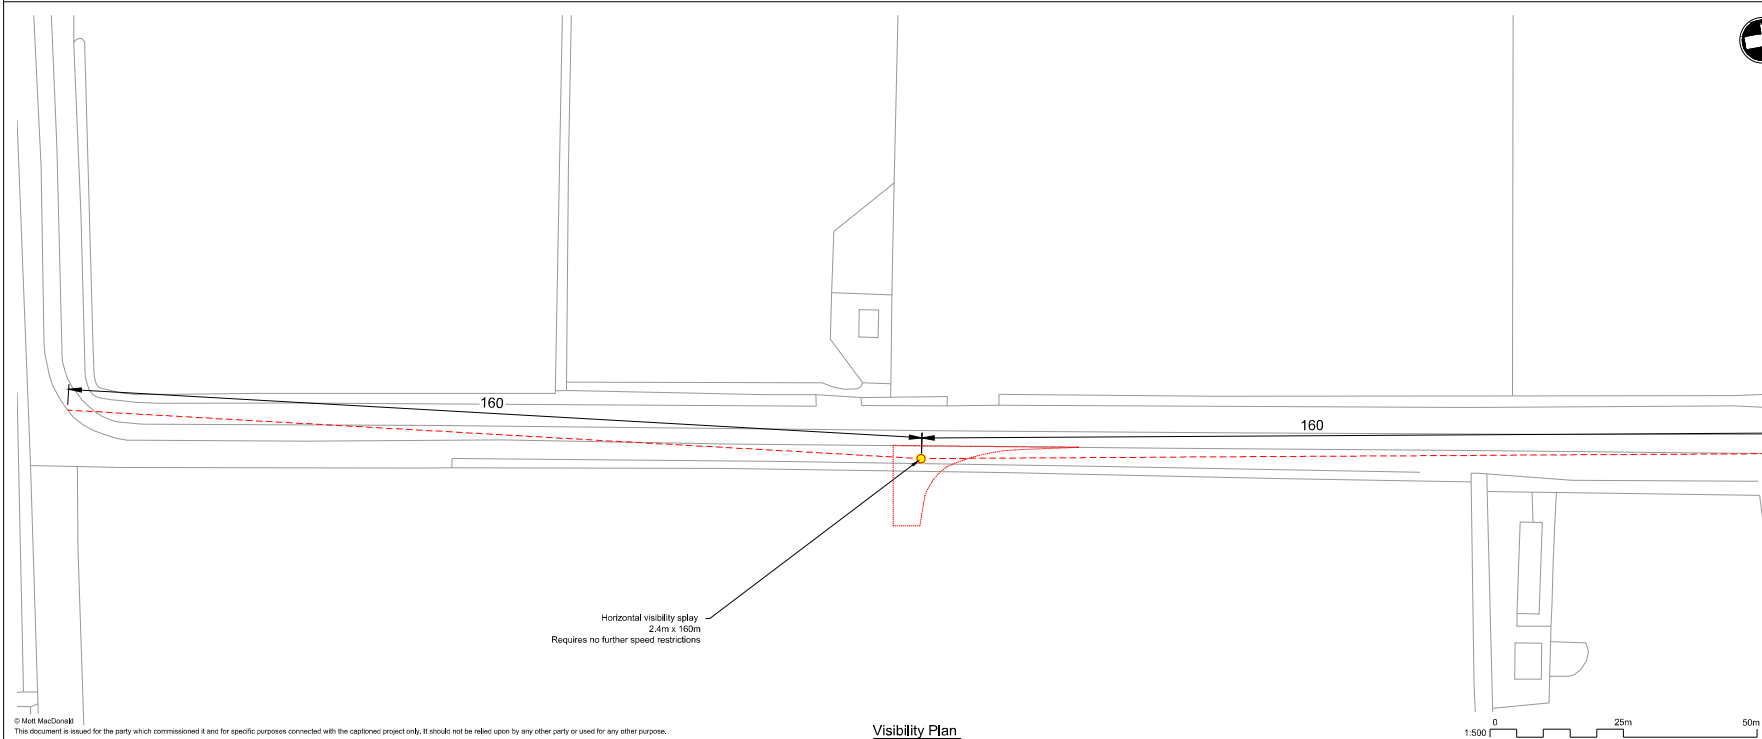 160
160
Horizontal visibility splay
2.4m x 160m
Requires no further speed restrictions
© Mott MacDonald
This document is issued for the party which commissioned it and for specific purposes connected with the captioned project only. It should not be relied upon by any other party or used for any other purpose.
Visibility Plan
0 25m 50m
1:500